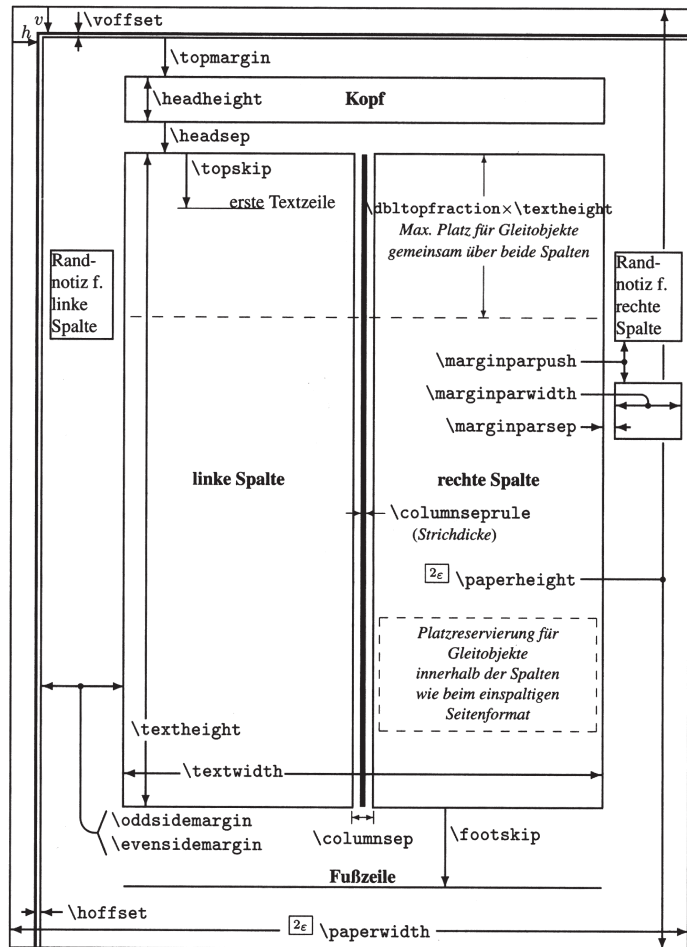 v
\voffset
h
\topmargin
\headheight
Kopf
\headsep
\topskip
erste Textzeile
\dbltopfraction×\textheight
Max. Platz für Gleitobjekte
gemeinsam über beide Spalten
Rand-
notiz f.
linke
Spalte
Rand-
notiz f.
rechte
Spalte
\marginparpush
\marginparwidth
\marginparsep
linke Spalte
rechte Spalte
\columnseprule
(Strichdicke)
2ε \paperheight
Platzreservierung für
Gleitobjekte
innerhalb der Spalten
wie beim einspaltigen
Seitenformat
\textheight
\textwidth
\oddsidemargin
\evensidemargin
\columnsep
\footskip
Fußzeile
\hoffset
2ε \paperwidth